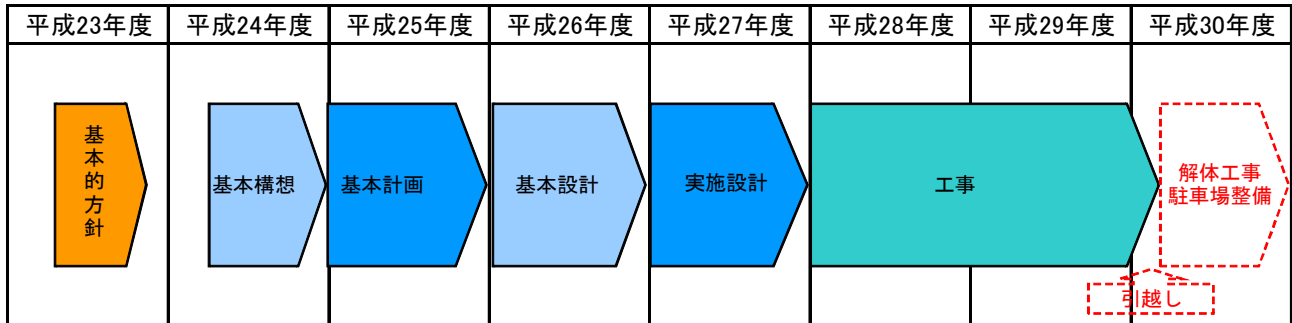 平成23年度
平成24年度
平成25年度
平成26年度
平成27年度
平成28年度
平成29年度
平成30年度
基本的方針
基本構想
基本計画
基本設計
実施設計
工事
解体工事
駐車場整備
引越し